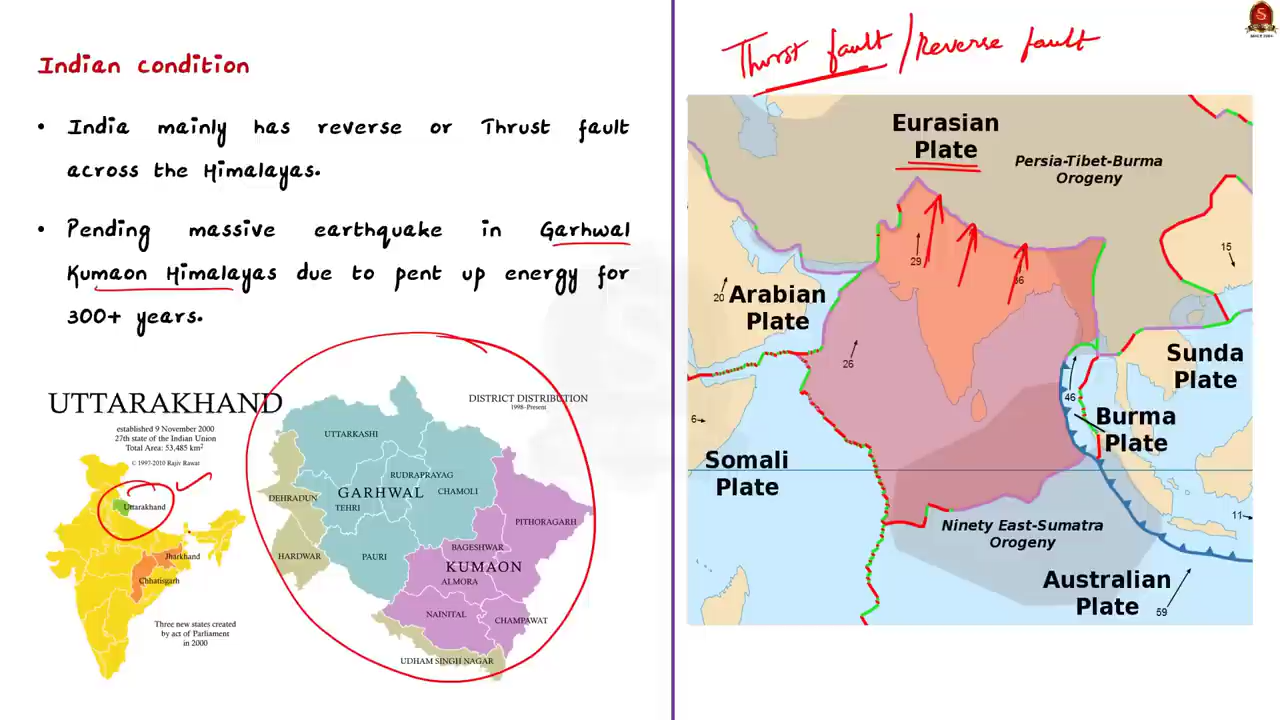 Indian condition
• India mainly has reverse or Thrust fault
across the Himalayas.
• Pending massive earthquake in Garhwal
Kumaon Himalayas due to pent up energy for
300+ years.
UTTARAKHAND
established 9 November 2000
27th state of the Indian Union
Total Area: 53,485 km²
© 1997-2010 Rajiv Rawat
Uttarakhand
Jharkhand
Chhatisgarh
Three new states created
by act of Parliament
in 2000
DISTRICT DISTRIBUTION
1998-Present
UTTARKASHI
RUDRAPRAYAG
DEHRADUN
GARHWAL
CHAMOLI
TEHRI
PITHORAGARH
HARDWAR
PAURI
BAGESHWAR
KUMAON
ALMORA
NAINITAL
CHAMPAWAT
UDHAM SINGH NAGAR
Thrust fault / Reverse fault
Eurasian
Plate
Persia-Tibet-Burma
Orogeny
15
29
20
Arabian
Plate
26
Sunda
Plate
46
Burma
Plate
6
Somali
Plate
Ninety East-Sumatra
Orogeny
11
Australian
Plate
59
S